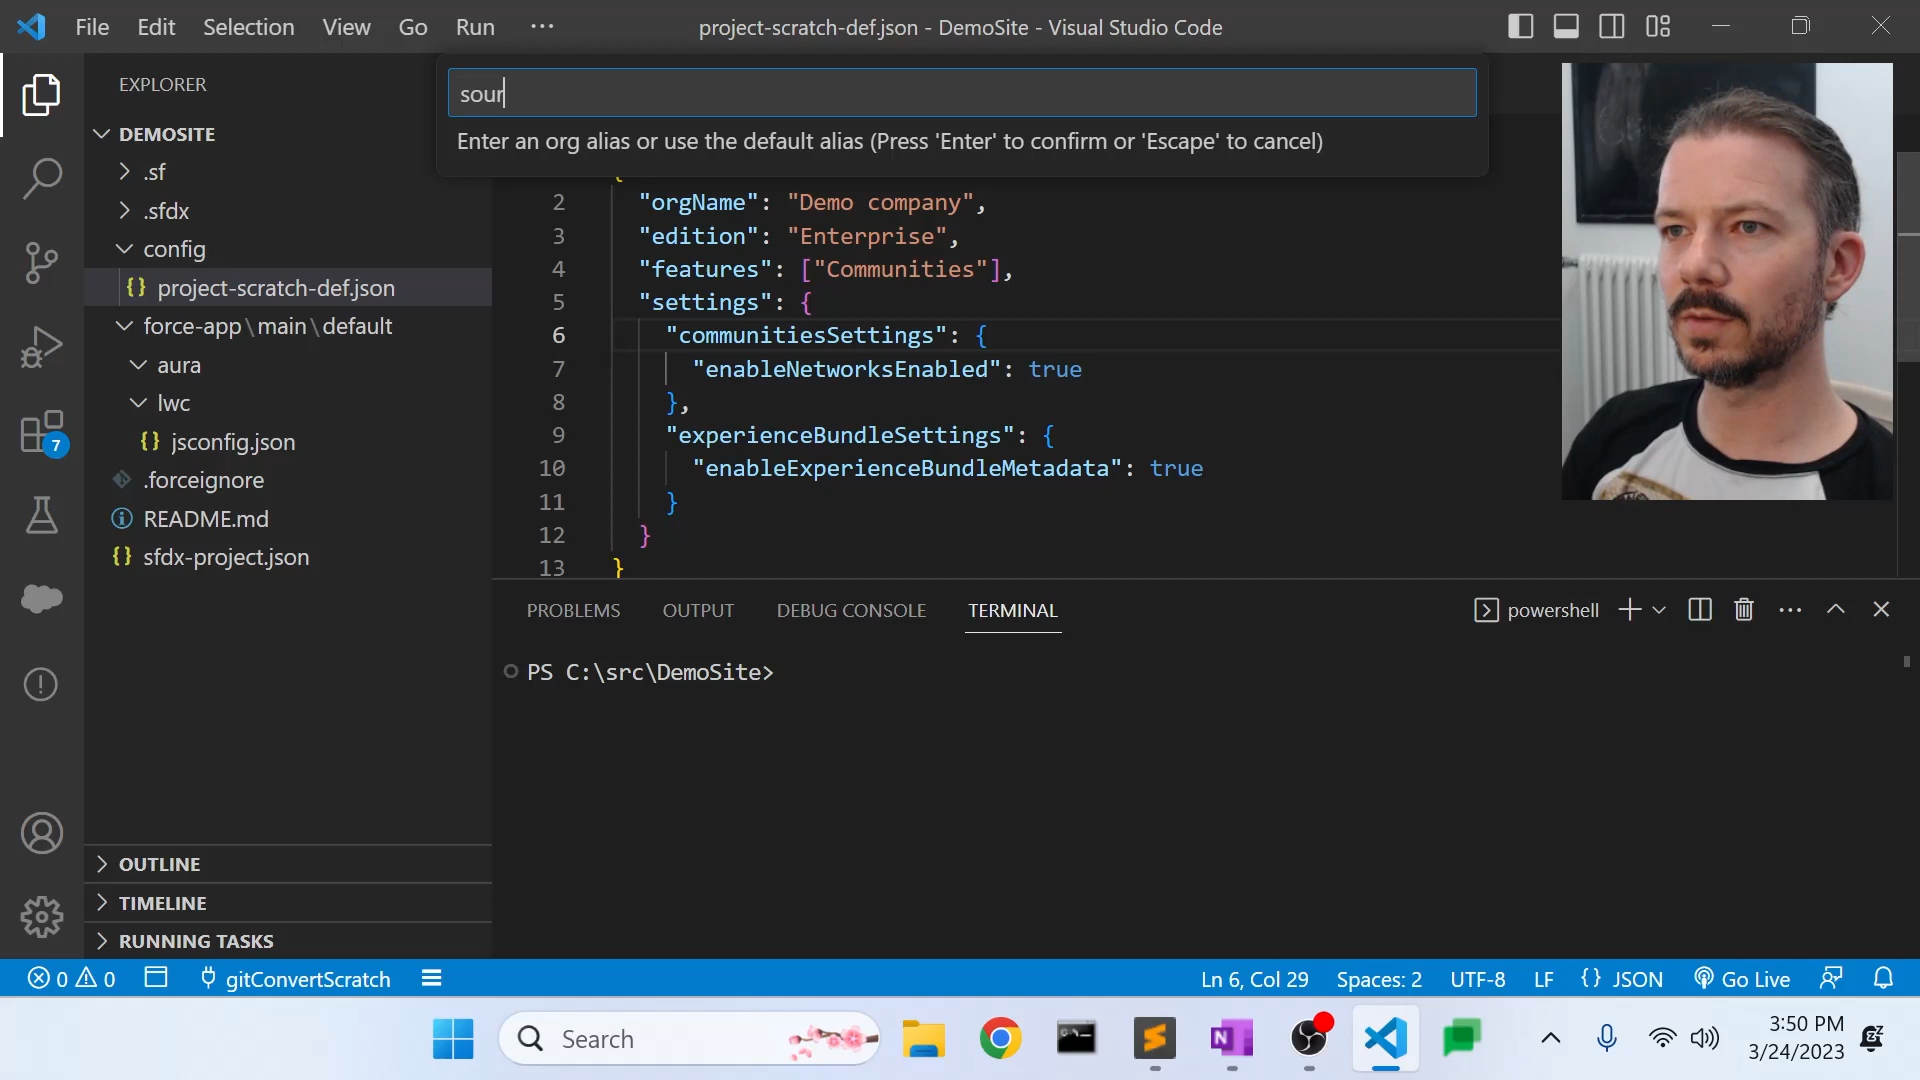 File Edit Selection View Go Run ···
project-scratch-def.json - DemoSite - Visual Studio Code
EXPLORER
sour
Enter an org alias or use the default alias (Press 'Enter' to confirm or 'Escape' to cancel)
DEMOSITE
.sf
.sfdx
config
{} project-scratch-def.json
force-app\main\default
aura
lwc
{} jsconfig.json
.forceignore
README.md
{} sfdx-project.json
OUTLINE
TIMELINE
RUNNING TASKS
7
2 "orgName": "Demo company",
3 "edition": "Enterprise",
4 "features": ["Communities"],
5 "settings": {
6 "communitiesSettings": {
7 "enableNetworksEnabled": true
8 },
9 "experienceBundleSettings": {
10 "enableExperienceBundleMetadata": true
11 }
12 }
13 }
PROBLEMS OUTPUT DEBUG CONSOLE TERMINAL
powershell
PS C:\src\DemoSite>
0 0 gitConvertScratch
Ln 6, Col 29 Spaces: 2 UTF-8 LF {} JSON Go Live
Search
3:50 PM
3/24/2023